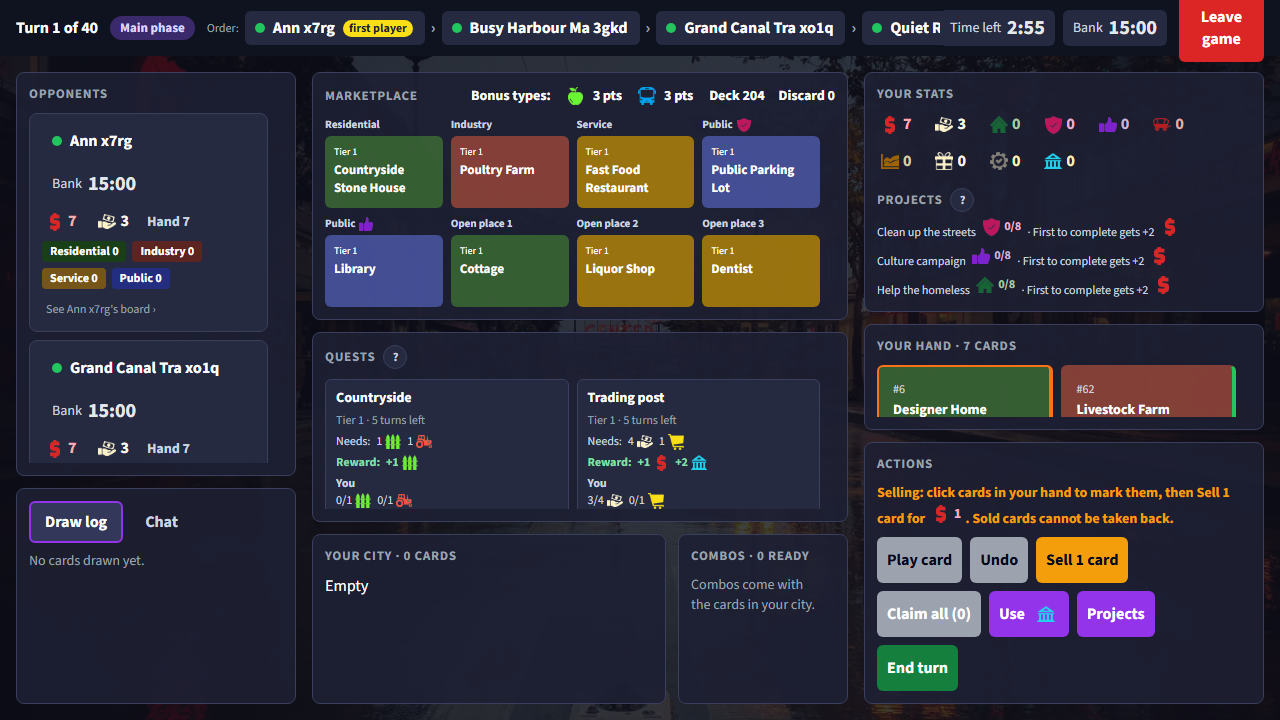 Turn 1 of 40 Main phase Order: Ann x7rg first player › Busy Harbour Ma 3gkd › Grand Canal Tra xo1q › Quiet R Time left 2:55 Bank 15:00 Leave game
OPPONENTS
Ann x7rg
Bank 15:00
7 3 Hand 7
Residential 0 Industry 0
Service 0 Public 0
See Ann x7rg's board ›
Grand Canal Tra xo1q
Bank 15:00
7 3 Hand 7
Draw log Chat
No cards drawn yet.
MARKETPLACE Bonus types: 3 pts 3 pts Deck 204 Discard 0
Residential Industry Service Public
Tier 1 Tier 1 Tier 1 Tier 1
Countryside Poultry Farm Fast Food Public Parking
Stone House Restaurant Lot
Public Open place 1 Open place 2 Open place 3
Tier 1 Tier 1 Tier 1 Tier 1
Library Cottage Liquor Shop Dentist
QUESTS ?
Countryside Trading post
Tier 1 · 5 turns left Tier 1 · 5 turns left
Needs: 1 1 Needs: 4 1
Reward: +1 Reward: +1 +2
You You
0/1 0/1 3/4 0/1
YOUR CITY · 0 CARDS
Empty
COMBOS · 0 READY
Combos come with
the cards in your city.
YOUR STATS
$ 7 3 0 0 0 0
0 0 0 0
PROJECTS ?
Clean up the streets 0/8 · First to complete gets +2 $
Culture campaign 0/8 · First to complete gets +2 $
Help the homeless 0/8 · First to complete gets +2 $
YOUR HAND · 7 CARDS
#6 #62
Designer Home Livestock Farm
ACTIONS
Selling: click cards in your hand to mark them, then Sell 1
card for $ 1 . Sold cards cannot be taken back.
Play card Undo Sell 1 card
Claim all (0) Use Projects
End turn